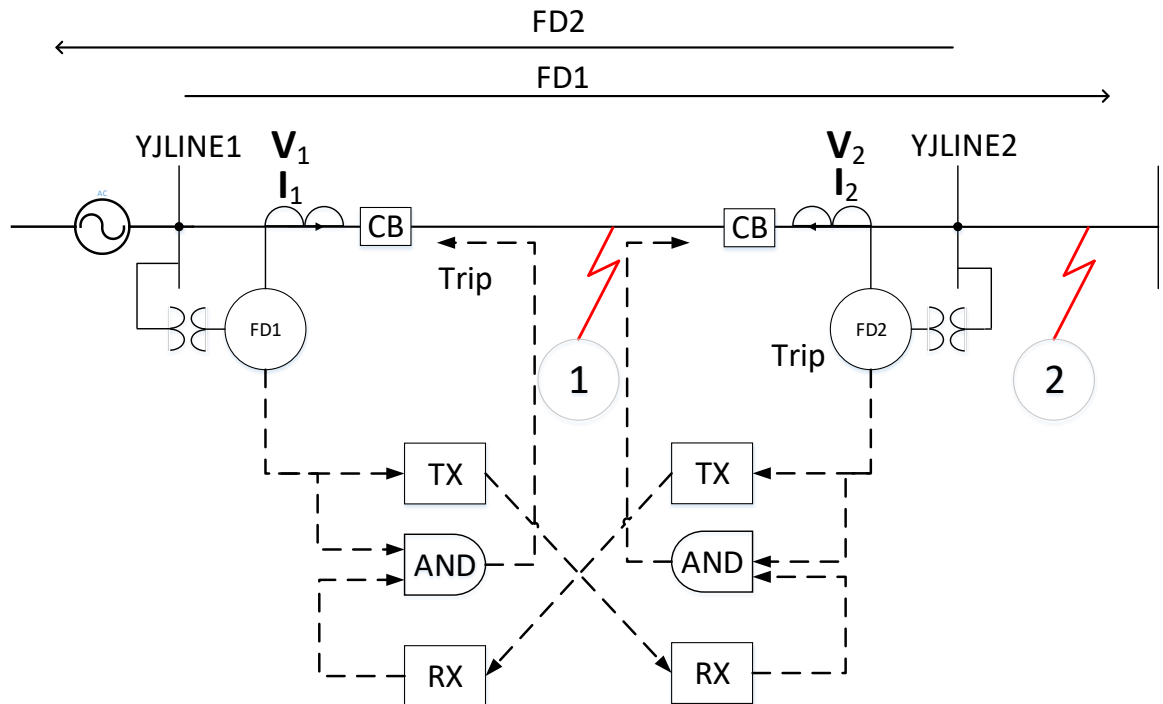 FD2
FD1
YJLINE1
V1
I1
V2
I2
YJLINE2
AC
CB
CB
Trip
FD1
FD2
Trip
1
2
TX
TX
AND
AND
RX
RX